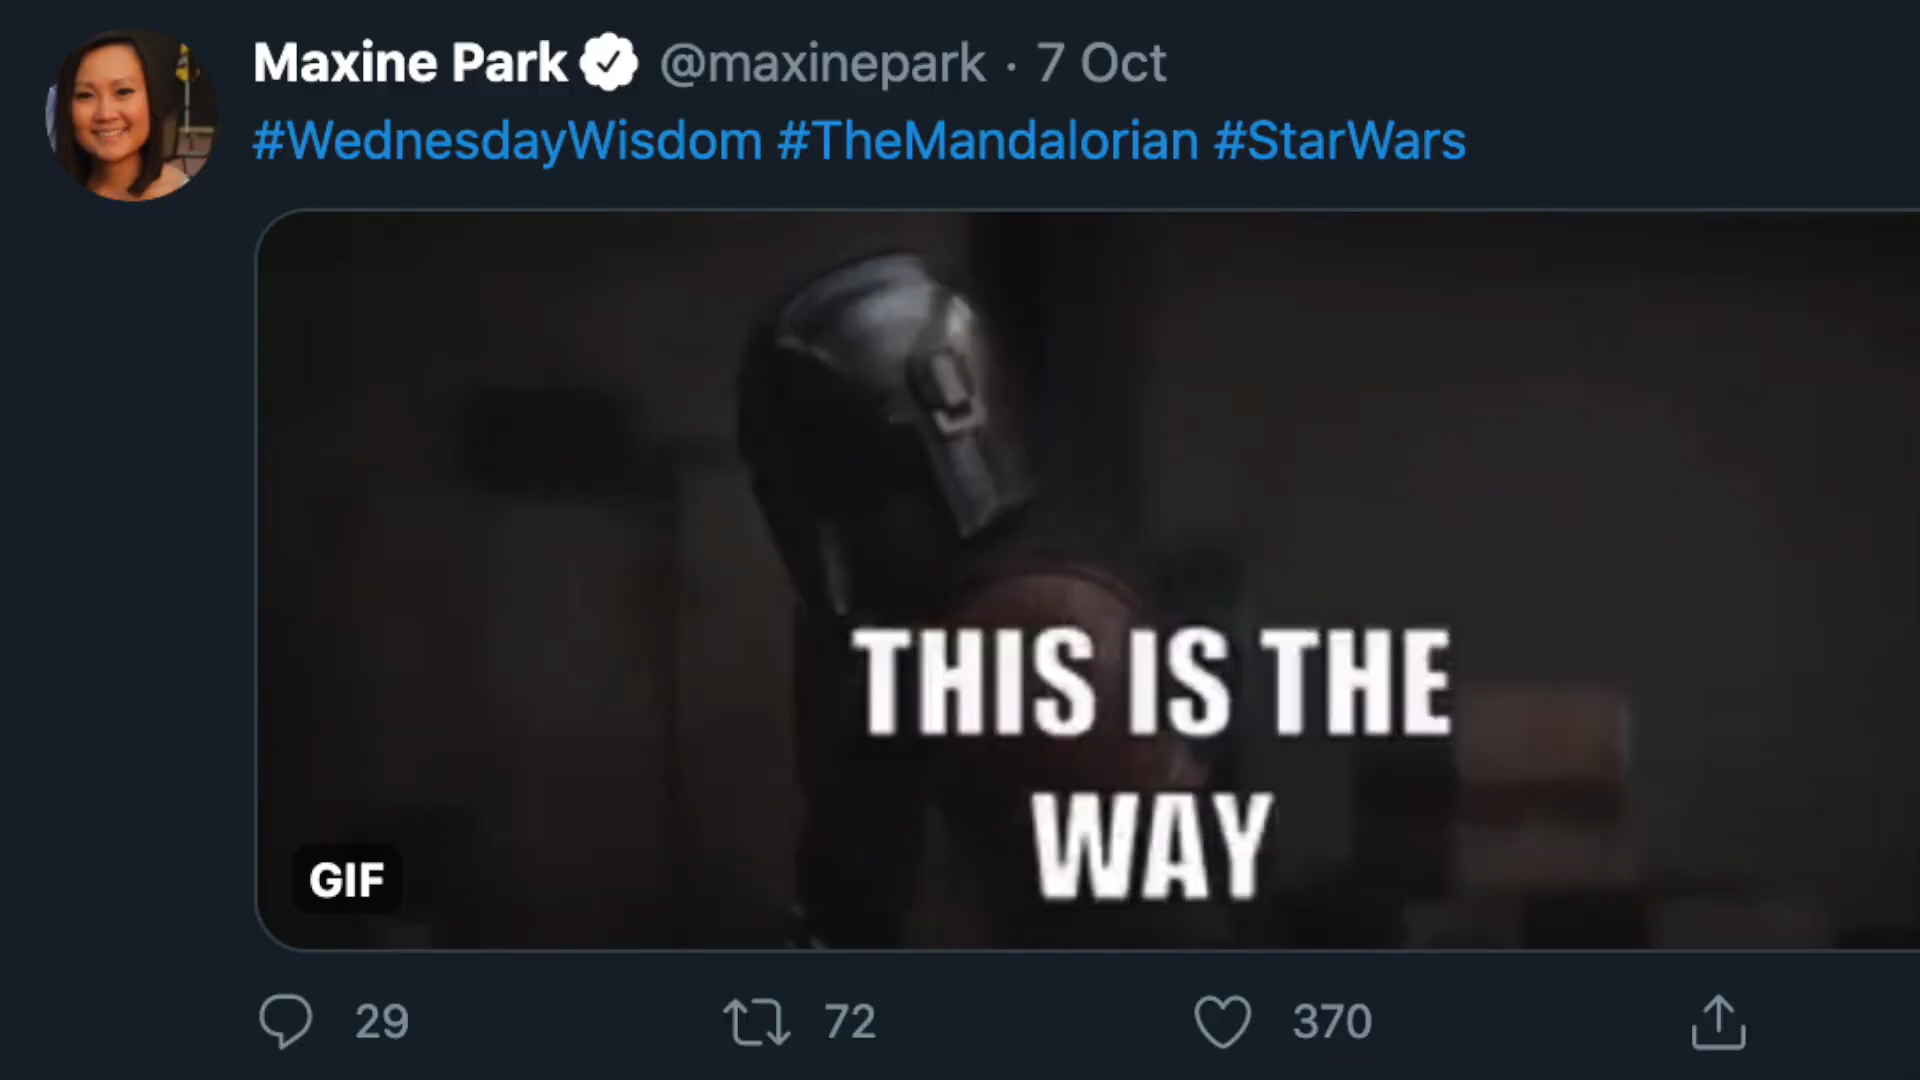 Maxine Park @maxinepark · 7 Oct
#WednesdayWisdom #TheMandalorian #StarWars
THIS IS THE
WAY
GIF
29 72 370